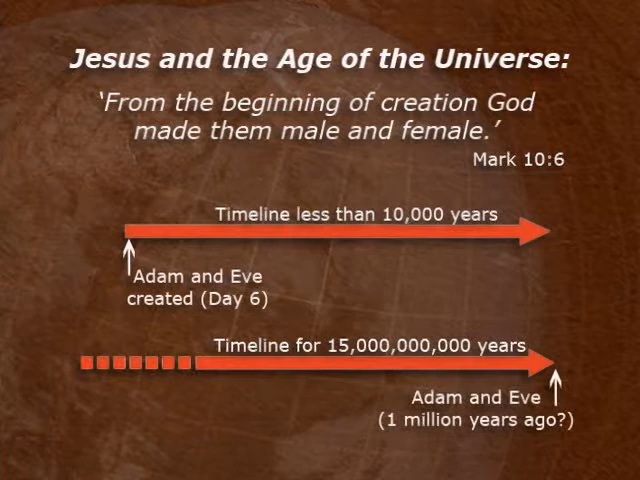 Jesus and the Age of the Universe:
‘From the beginning of creation God
made them male and female.’
Mark 10:6
Timeline less than 10,000 years
Adam and Eve
created (Day 6)
Timeline for 15,000,000,000 years
Adam and Eve
(1 million years ago?)